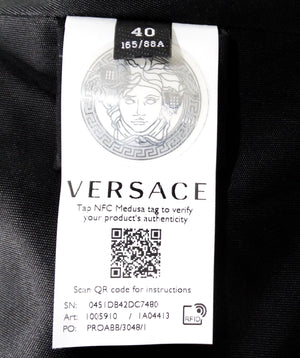 40
165/88A
VERSACE
Tap NFC Medusa tag to verify
your product's authenticity
Scan QR code for instructions
SN: 0451DB42DC7480
Art: 1005910 / 1A04413
RFID
PO: PRDABB/3048/1